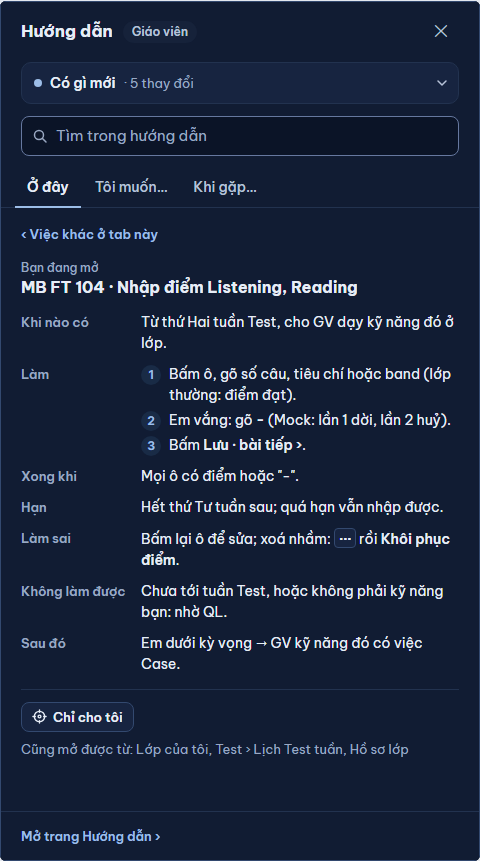 Hướng dẫn Giáo viên
Có gì mới · 5 thay đổi
Tìm trong hướng dẫn
Ở đây Tôi muốn... Khi gặp...
‹ Việc khác ở tab này
Bạn đang mở
MB FT 104 · Nhập điểm Listening, Reading
Khi nào có Từ thứ Hai tuần Test, cho GV dạy kỹ năng đó ở
lớp.
Làm 1 Bấm ô, gõ số câu, tiêu chí hoặc band (lớp
thường: điểm đạt).
2 Em vắng: gõ - (Mock: lần 1 dời, lần 2 huỷ).
3 Bấm Lưu · bài tiếp ›.
Xong khi Mọi ô có điểm hoặc "-".
Hạn Hết thứ Tư tuần sau; quá hạn vẫn nhập được.
Làm sai Bấm lại ô để sửa; xoá nhầm: ... rồi Khôi phục
điểm.
Không làm được Chưa tới tuần Test, hoặc không phải kỹ năng
bạn: nhờ QL.
Sau đó Em dưới kỳ vọng → GV kỹ năng đó có việc
Case.
Chỉ cho tôi
Cũng mở được từ: Lớp của tôi, Test › Lịch Test tuần, Hồ sơ lớp
Mở trang Hướng dẫn ›